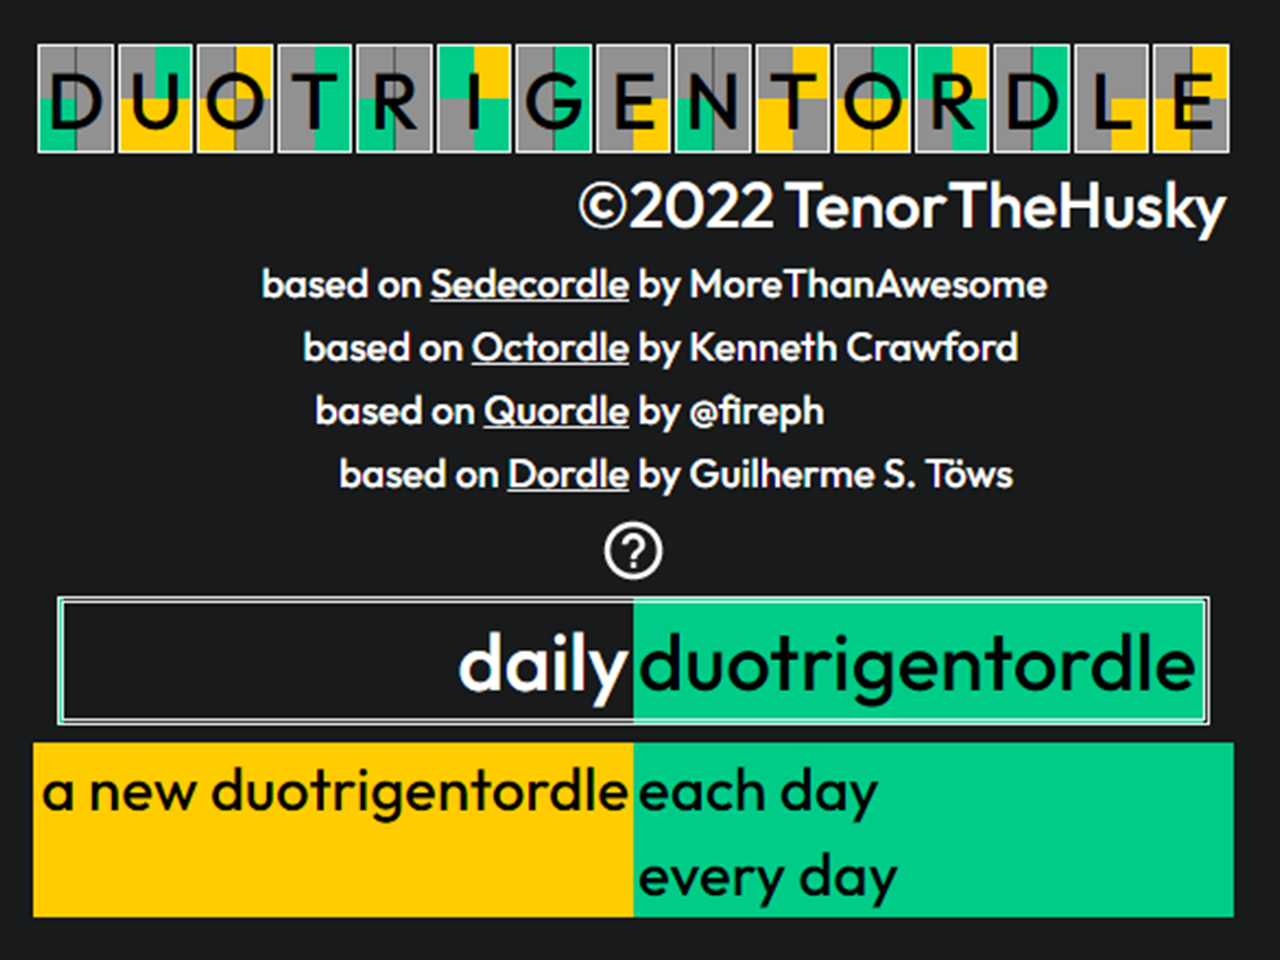 DUOTRIGENTORDLE
©2022 TenorTheHusky
based on Sedecordle by MoreThanAwesome
based on Octordle by Kenneth Crawford
based on Quordle by @fireph
based on Dordle by Guilherme S. Töws
?
daily duotrigentordle
a new duotrigentordle each day
every day